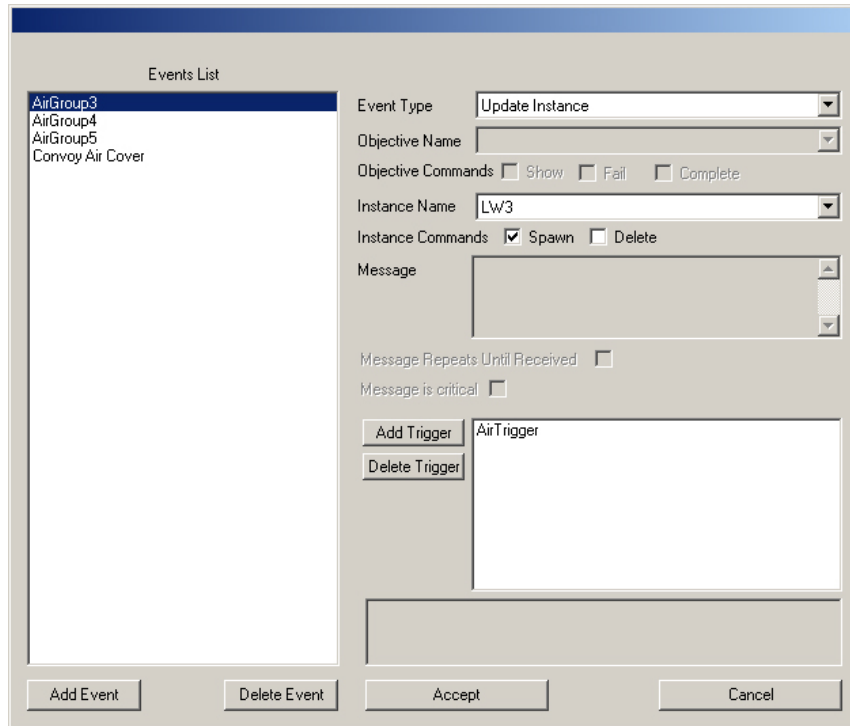 Events List
AirGroup3
AirGroup4
AirGroup5
Convoy Air Cover
Event Type Update Instance
Objective Name
Objective Commands Show Fail Complete
Instance Name LW3
Instance Commands Spawn Delete
Message
Message Repeats Until Received
Message is critical
Add Trigger AirTrigger
Delete Trigger
Add Event Delete Event Accept Cancel